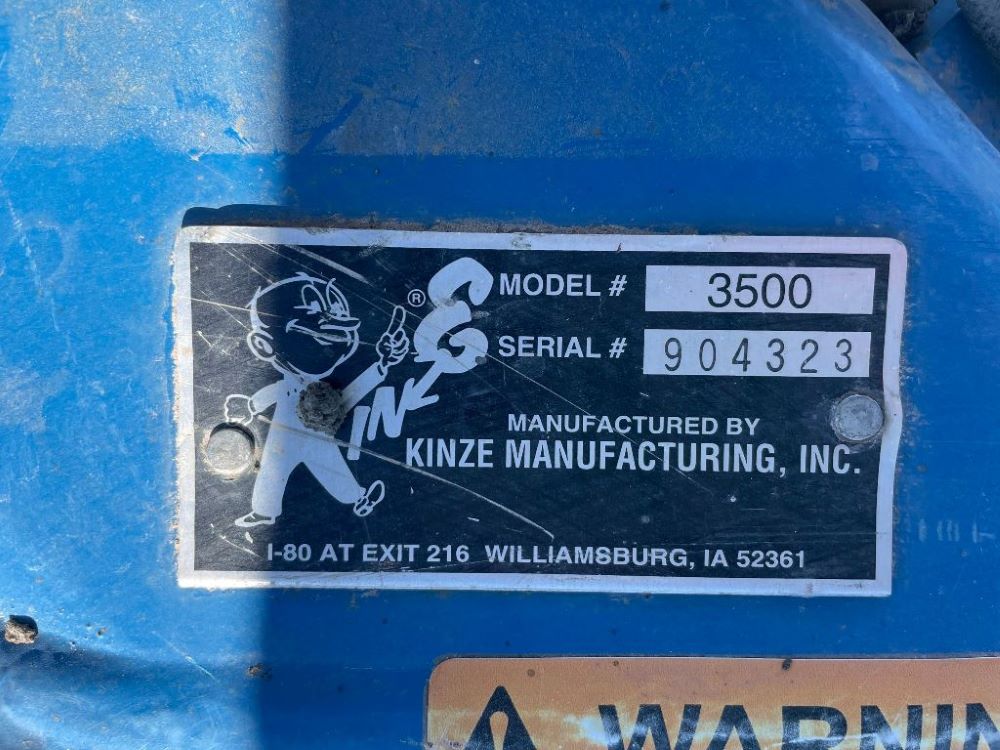 MODEL # 3500
SERIAL # 904323
®
MANUFACTURED BY
KINZE MANUFACTURING, INC.
I-80 AT EXIT 216 WILLIAMSBURG, IA 52361